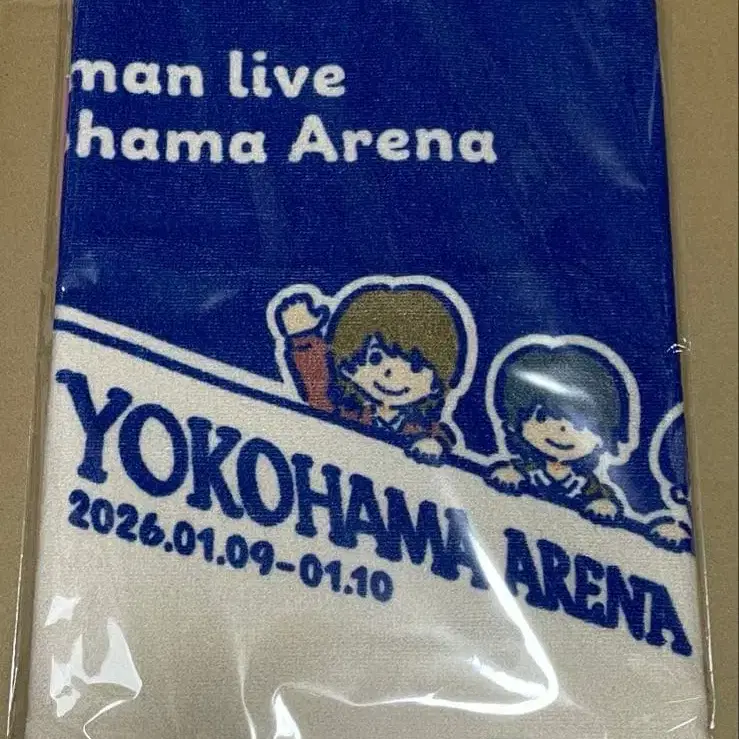 man live
hama Arena
YOKOHAMA ARENA
2026.01.09-01.10